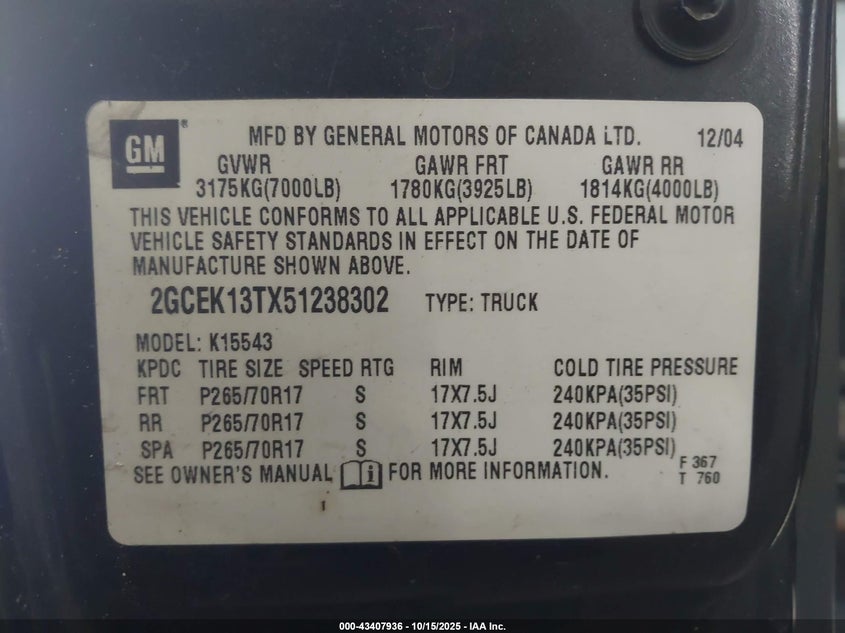 GM ® MFD BY GENERAL MOTORS OF CANADA LTD. 12/04
GVWR GAWR FRT GAWR RR
3175KG(7000LB) 1780KG(3925LB) 1814KG(4000LB)
THIS VEHICLE CONFORMS TO ALL APPLICABLE U.S. FEDERAL MOTOR
VEHICLE SAFETY STANDARDS IN EFFECT ON THE DATE OF
MANUFACTURE SHOWN ABOVE.
2GCEK13TX51238302 TYPE: TRUCK
MODEL: K15543
KPDC TIRE SIZE SPEED RTG RIM COLD TIRE PRESSURE
FRT P265/70R17 S 17X7.5J 240KPA(35PSI)
RR P265/70R17 S 17X7.5J 240KPA(35PSI)
SPA P265/70R17 S 17X7.5J 240KPA(35PSI)
SEE OWNER'S MANUAL i FOR MORE INFORMATION. F 367
T 760
000-43407936 - 10/15/2025 - IAA Inc.